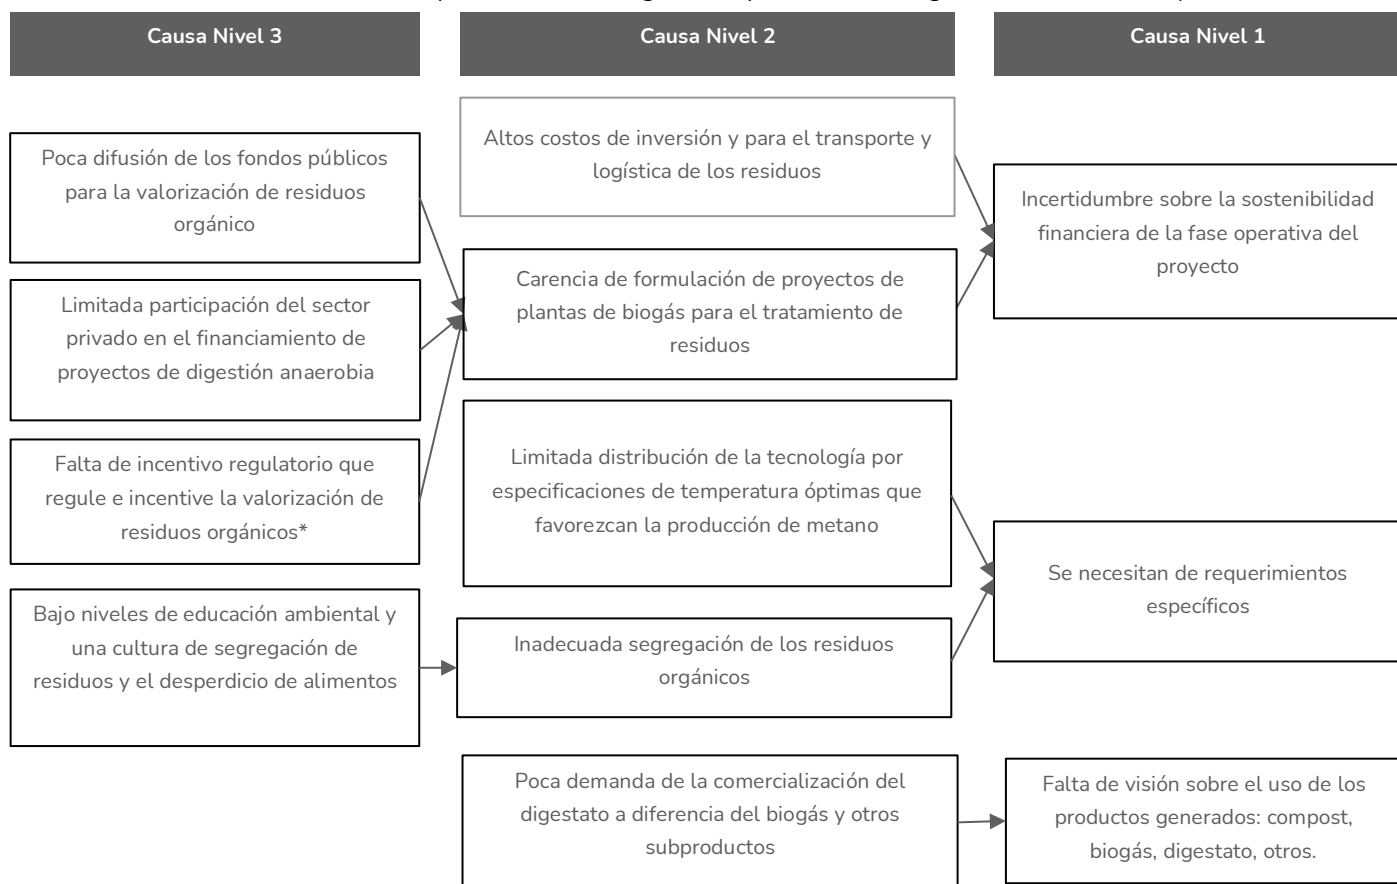 Causa Nivel 3
Causa Nivel 2
Causa Nivel 1
Poca difusión de los fondos públicos
para la valorización de residuos
orgánico
Limitada participación del sector
privado en el financiamiento de
proyectos de digestión anaerobia
Falta de incentivo regulatorio que
regule e incentive la valorización de
residuos orgánicos*
Bajo niveles de educación ambiental y
una cultura de segregación de
residuos y el desperdicio de alimentos
Altos costos de inversión y para el transporte y
logística de los residuos
Carencia de formulación de proyectos de
plantas de biogás para el tratamiento de
residuos
Limitada distribución de la tecnología por
especificaciones de temperatura óptimas que
favorezcan la producción de metano
Inadecuada segregación de los residuos
orgánicos
Poca demanda de la comercialización del
digestato a diferencia del biogás y otros
subproductos
Incertidumbre sobre la sostenibilidad
financiera de la fase operativa del
proyecto
Se necesitan de requerimientos
específicos
Falta de visión sobre el uso de los
productos generados: compost,
biogás, digestato, otros.